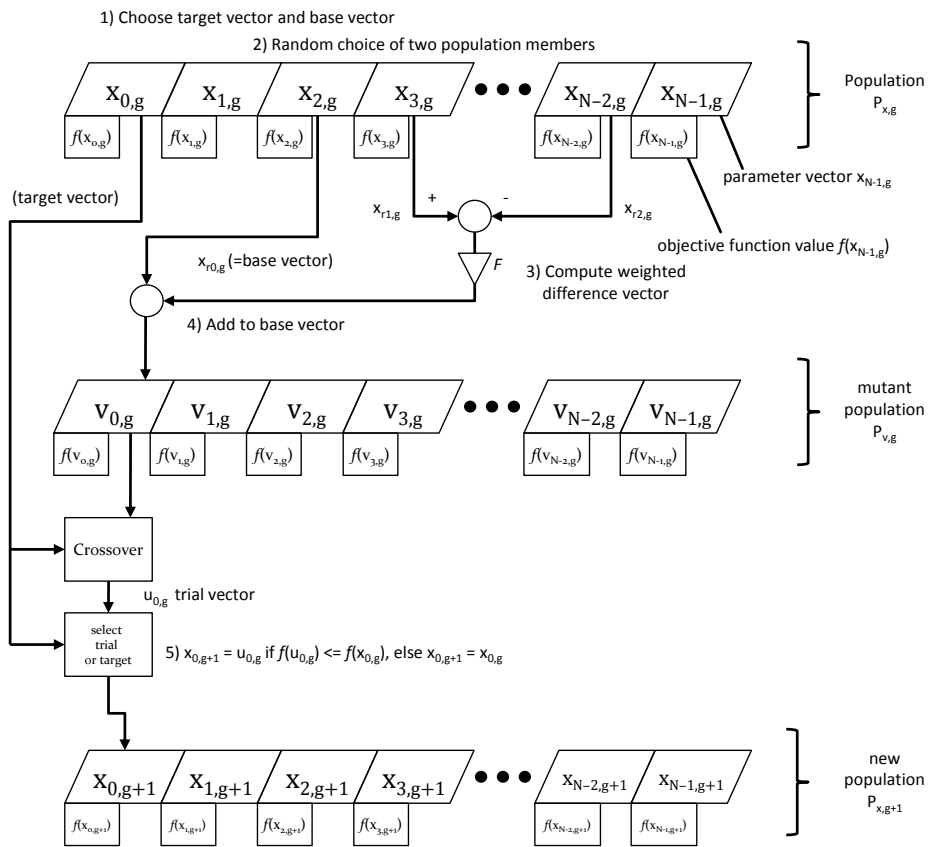 1) Choose target vector and base vector
2) Random choice of two population members
x0,g x1,g x2,g x3,g ••• xN−2,g xN−1,g
f(x0,g) f(x1,g) f(x2,g) f(x3,g) f(xN-2,g) f(xN-1,g)
Population
Px,g
(target vector)
parameter vector xN-1,g
xr1,g + - xr2,g
objective function value f(xN-1,g)
xr0,g (=base vector)
F
3) Compute weighted
difference vector
4) Add to base vector
v0,g v1,g v2,g v3,g ••• vN−2,g vN−1,g
f(v0,g) f(v1,g) f(v2,g) f(v3,g) f(vN-2,g) f(vN-1,g)
mutant
population
Pv,g
Crossover
u0,g trial vector
select
trial
or target
5) x0,g+1 = u0,g if f(u0,g) <= f(x0,g), else x0,g+1 = x0,g
x0,g+1 x1,g+1 x2,g+1 x3,g+1 ••• xN−2,g+1 xN−1,g+1
f(x0,g+1) f(x1,g+1) f(x2,g+1) f(x3,g+1) f(xN-2,g+1) f(xN-1,g+1)
new
population
Px,g+1